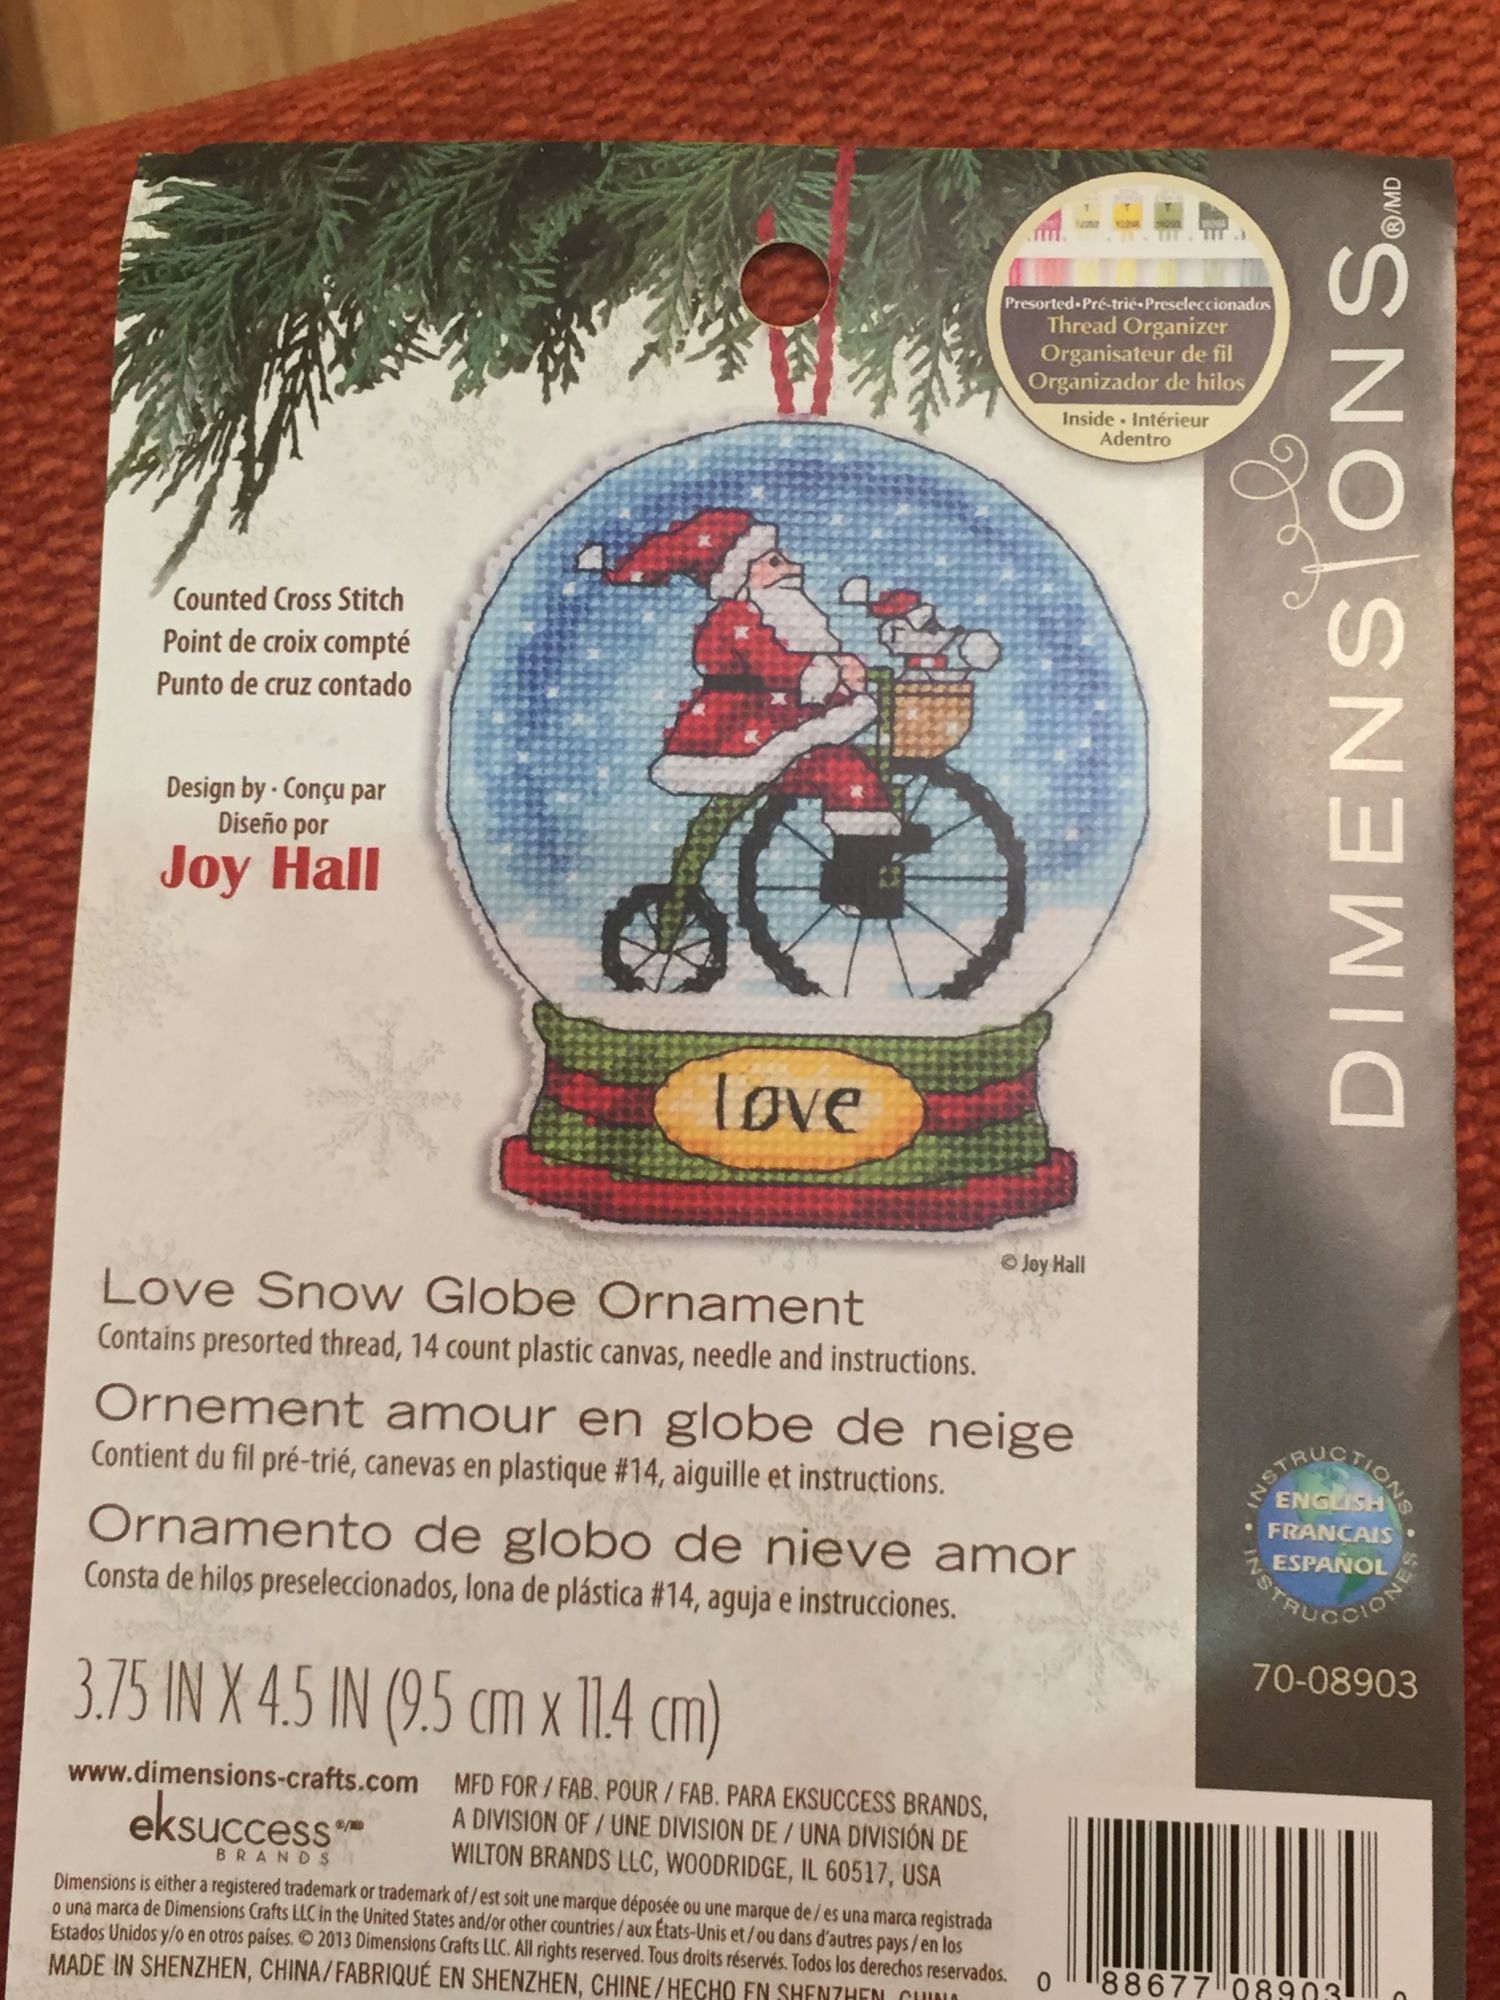 Presorted•Pré-trié•Preseleccionados
Thread Organizer
Organisateur de fil
Organizador de hilos
Inside • Intérieur
Adentro
DIMENSIONS®/MD
Counted Cross Stitch
Point de croix compté
Punto de cruz contado
Design by · Conçu par
Diseño por
Joy Hall
love
© Joy Hall
Love Snow Globe Ornament
Contains presorted thread, 14 count plastic canvas, needle and instructions.
Ornement amour en globe de neige
Contient du fil pré-trié, canevas en plastique #14, aiguille et instructions.
Ornamento de globo de nieve amor
Consta de hilos preseleccionados, lona de plástica #14, aguja e instrucciones.
INSTRUCTIONS
ENGLISH
FRANÇAIS
ESPAÑOL
INSTRUCCIONES
70-08903
3.75 IN X 4.5 IN (9.5 cm x 11.4 cm)
www.dimensions-crafts.com
eksuccess®/MD
BRANDS
MFD FOR / FAB. POUR / FAB. PARA EKSUCCESS BRANDS,
A DIVISION OF / UNE DIVISION DE / UNA DIVISIÓN DE
WILTON BRANDS LLC, WOODRIDGE, IL 60517, USA
Dimensions is either a registered trademark or trademark of / est soit une marque déposée ou une marque de / es una marca registrada
o una marca de Dimensions Crafts LLC in the United States and/or other countries / aux États-Unis et / ou dans d'autres pays / en los
Estados Unidos y/o en otros países. © 2013 Dimensions Crafts LLC. All rights reserved. Tous droits réservés. Todos los derechos reservados.
MADE IN SHENZHEN, CHINA / FABRIQUÉ EN SHENZHEN, CHINE / HECHO EN SHENZHEN, CHINA
0 88677 08903